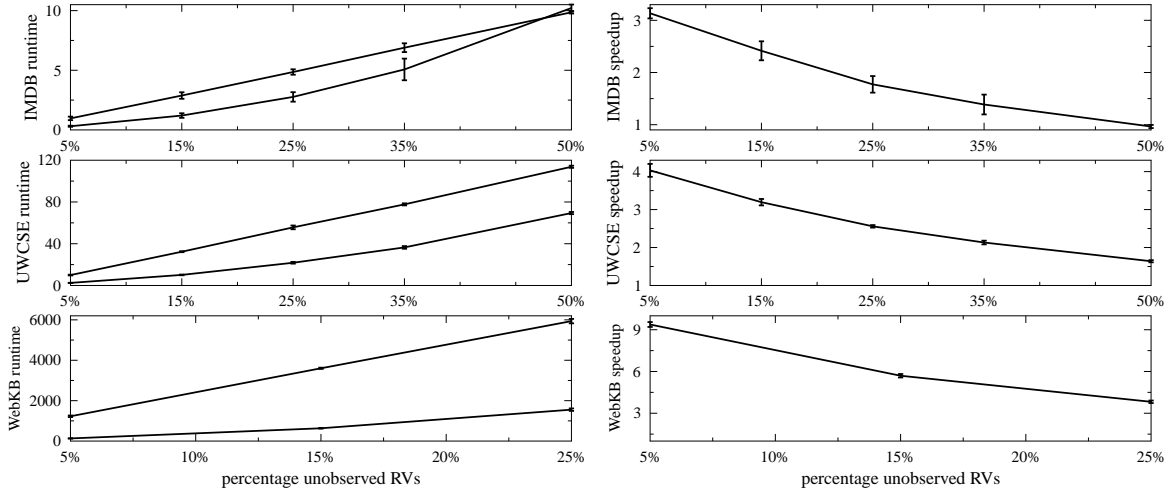 IMDB runtime
10
5
0
5% 15% 25% 35% 50%
IMDB speedup
3
2
1
5% 15% 25% 35% 50%
UWCSE runtime
120
80
40
0
5% 15% 25% 35% 50%
UWCSE speedup
4
3
2
1
5% 15% 25% 35% 50%
WebKB runtime
6000
4000
2000
0
5% 10% 15% 20% 25%
percentage unobserved RVs
WebKB speedup
9
6
3
5% 10% 15% 20% 25%
percentage unobserved RVs